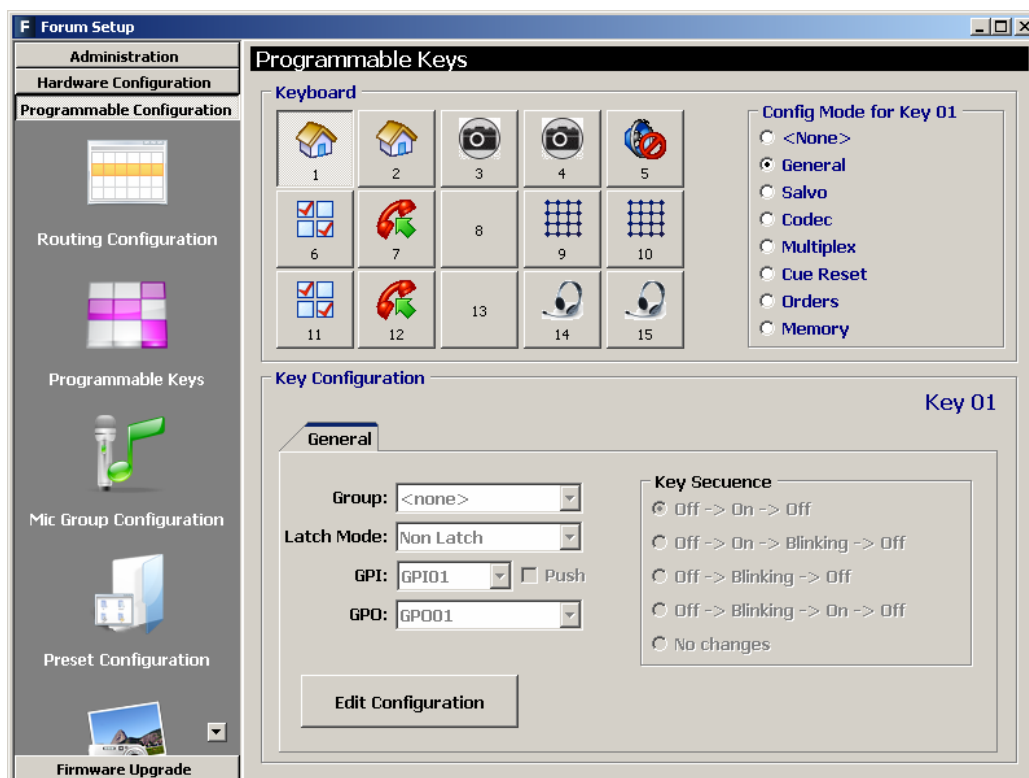 F Forum Setup
Administration
Hardware Configuration
Programmable Configuration
Routing Configuration
Programmable Keys
Mic Group Configuration
Preset Configuration
Firmware Upgrade
Programmable Keys
Keyboard
1 2 3 4 5
6 7 8 9 10
11 12 13 14 15
Config Mode for Key 01
<None>
General
Salvo
Codec
Multiplex
Cue Reset
Orders
Memory
Key Configuration
Key 01
General
Group: <none>
Latch Mode: Non Latch
GPI: GPI01 Push
GPO: GPO01
Edit Configuration
Key Secuence
Off -> On -> Off
Off -> On -> Blinking -> Off
Off -> Blinking -> Off
Off -> Blinking -> On -> Off
No changes